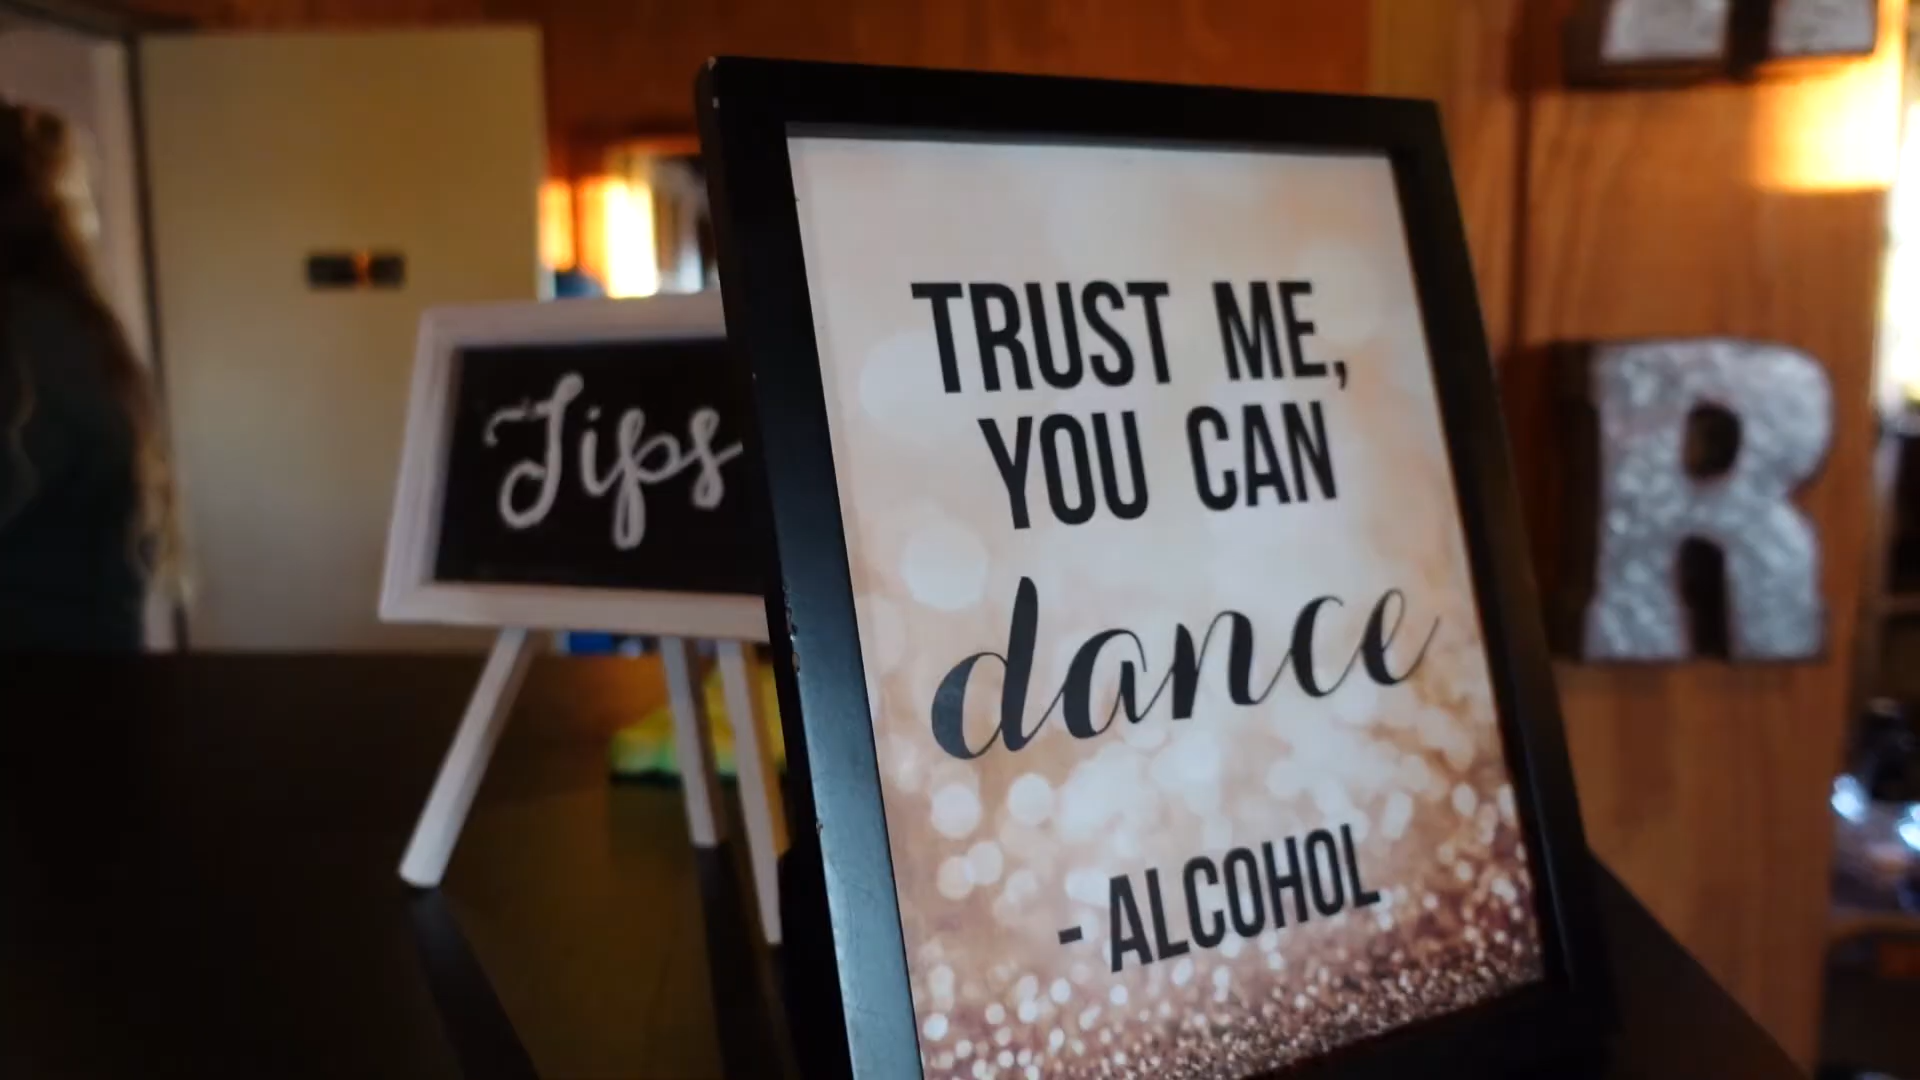 Tips
TRUST ME,
YOU CAN
dance
- ALCOHOL
R